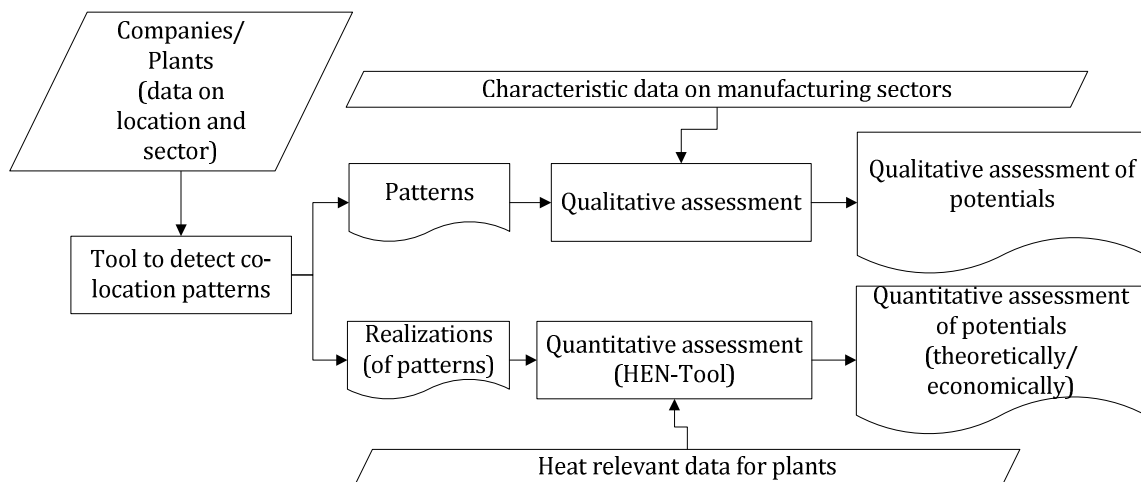 Companies/
Plants
(data on
location and
sector)
Characteristic data on manufacturing sectors
Patterns
Qualitative assessment
Qualitative assessment of
potentials
Tool to detect co-
location patterns
Realizations
(of patterns)
Quantitative assessment
(HEN-Tool)
Quantitative assessment
of potentials
(theoretically/
economically)
Heat relevant data for plants